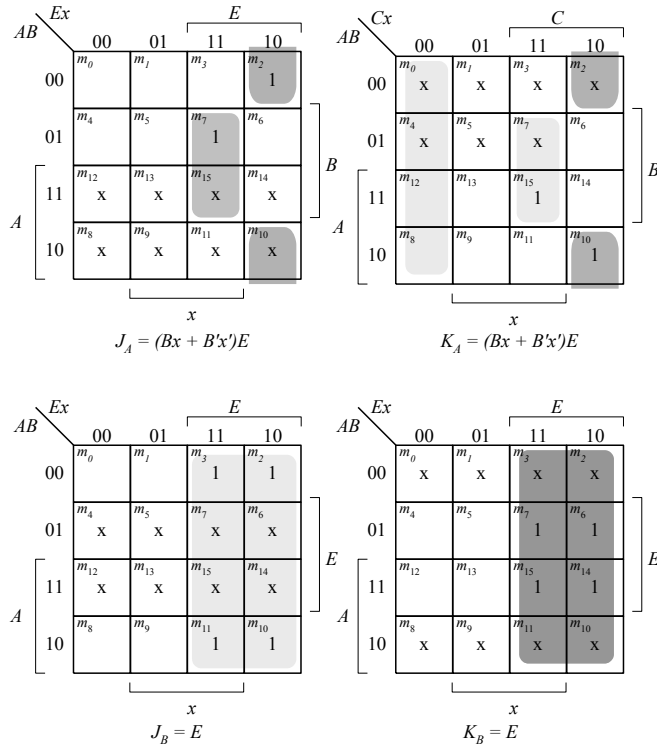 Ex E Cx C
AB 00 01 11 10 AB 00 01 11 10
m0 m1 m3 m2 1 m0 x m1 x m3 x m2 x
00 00
m4 m5 m7 1 m6 m4 x m5 x m7 x m6
01 01
B B
m12 x m13 x m15 x m14 x m12 m13 m15 1 m14
11 11
A A
m8 x m9 x m11 x m10 x m8 m9 m11 m10 1
10 10
x x
J_A = (Bx + B'x')E K_A = (Bx + B'x')E
Ex E Ex E
AB 00 01 11 10 AB 00 01 11 10
m0 m1 m3 1 m2 1 m0 x m1 x m3 x m2 x
00 00
m4 x m5 x m7 x m6 x m4 m5 m7 1 m6 1
01 01
E E
m12 x m13 x m15 x m14 x m12 m13 m15 1 m14 1
11 11
A A
m8 m9 m11 1 m10 1 m8 x m9 x m11 x m10 x
10 10
x x
J_B = E K_B = E